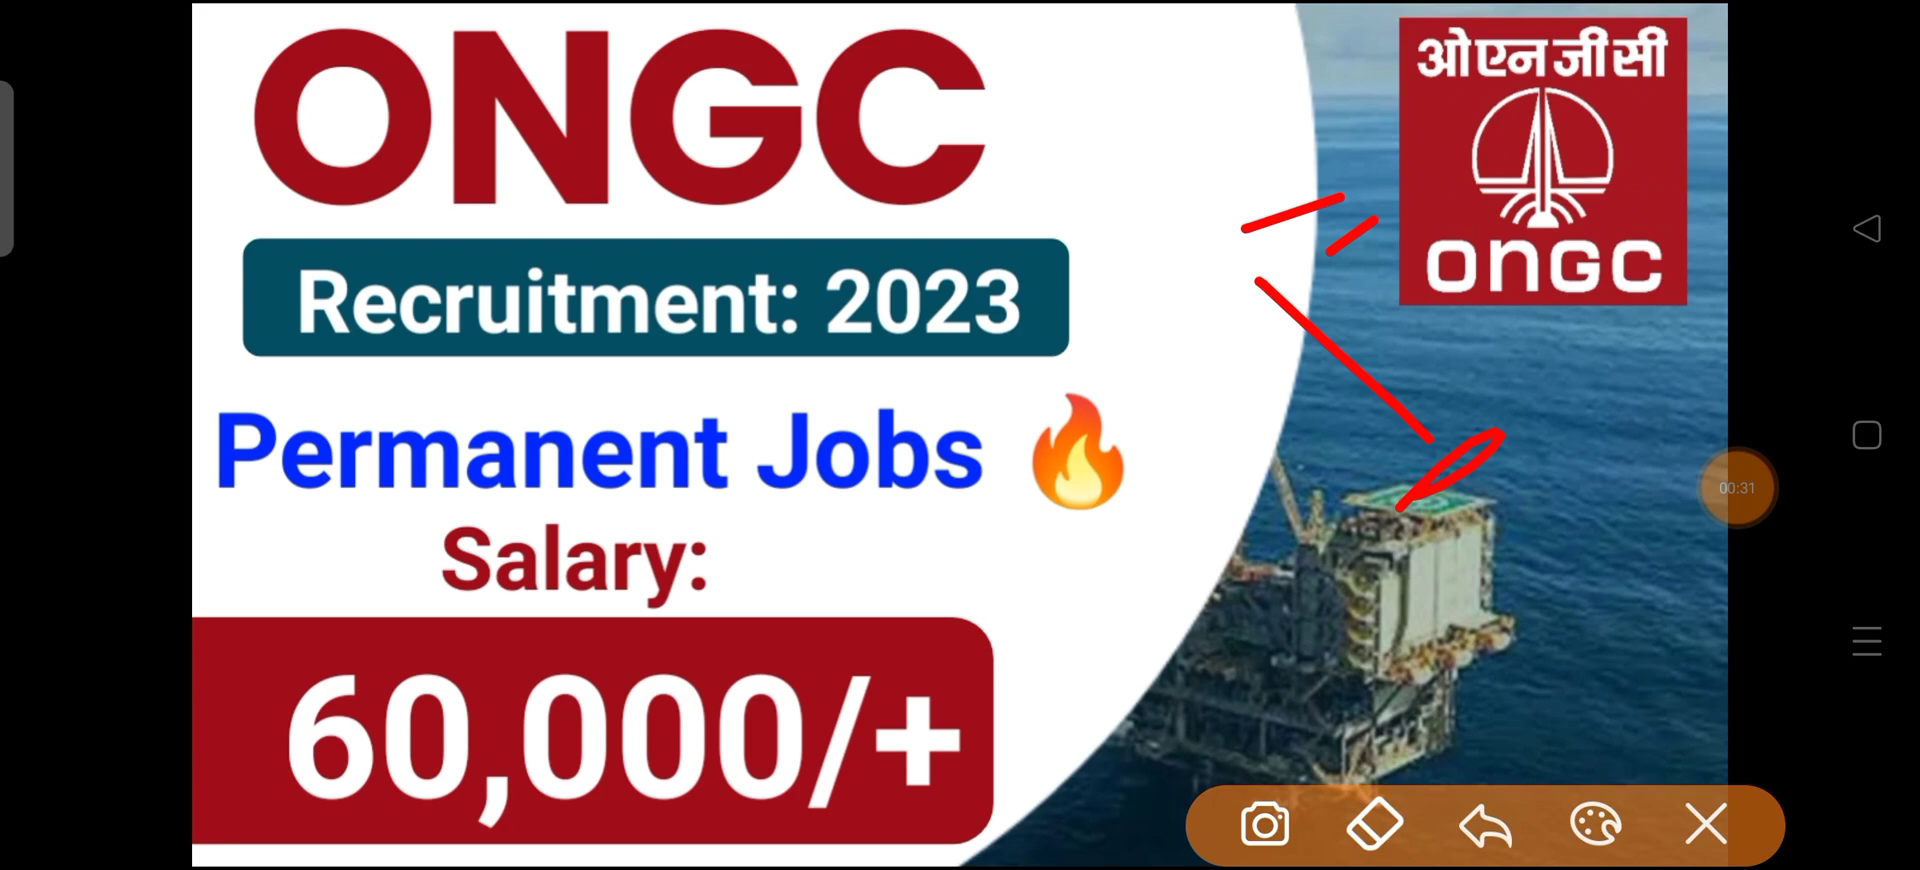 ONGC
Recruitment: 2023
Permanent Jobs 🔥
Salary:
60,000/+
ओएनजीसी
ongc
00:31